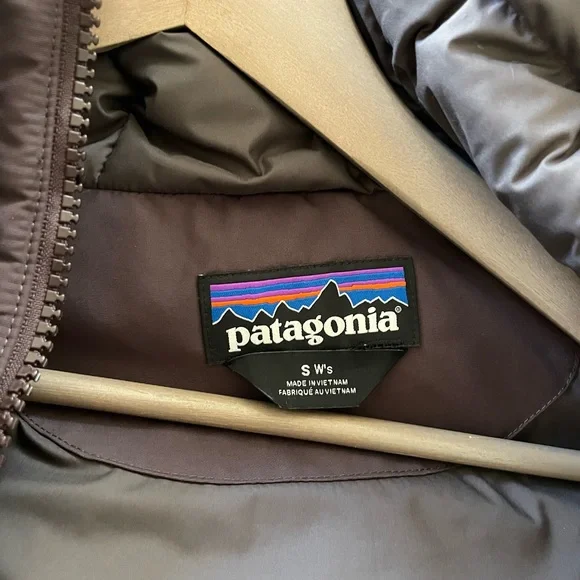 patagonia®
S W's
MADE IN VIETNAM
FABRIQUÉ AU VIETNAM